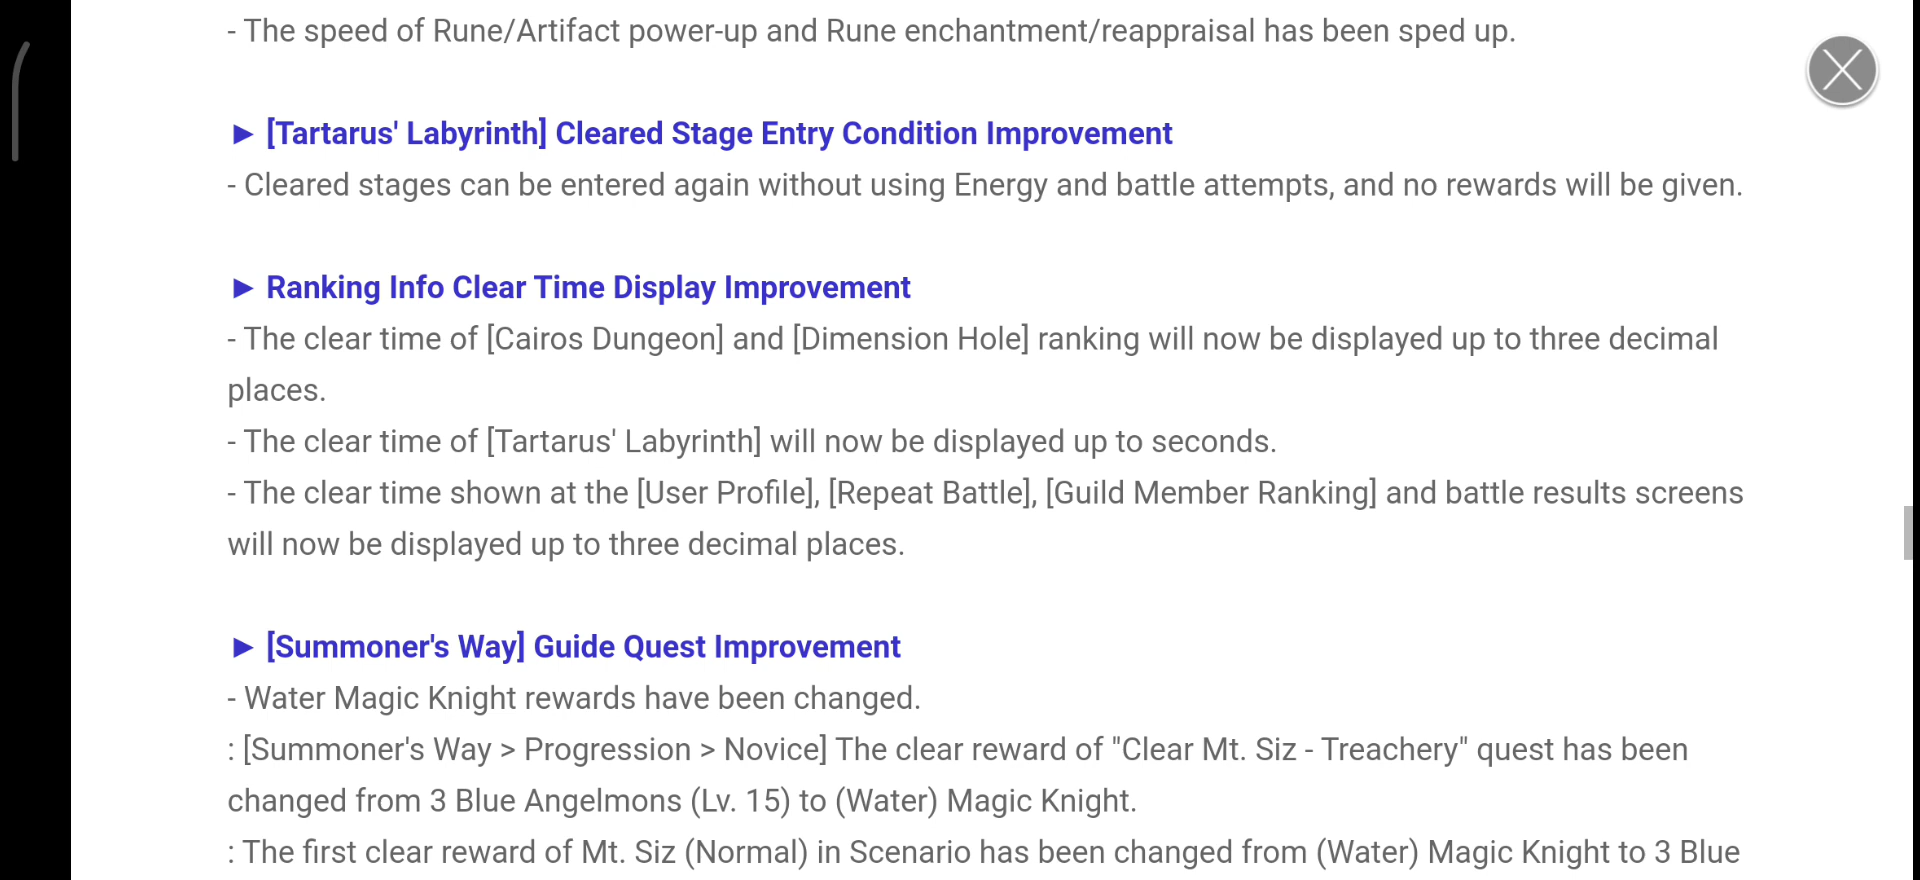 - The speed of Rune/Artifact power-up and Rune enchantment/reappraisal has been sped up.
► [Tartarus' Labyrinth] Cleared Stage Entry Condition Improvement
- Cleared stages can be entered again without using Energy and battle attempts, and no rewards will be given.
► Ranking Info Clear Time Display Improvement
- The clear time of [Cairos Dungeon] and [Dimension Hole] ranking will now be displayed up to three decimal
places.
- The clear time of [Tartarus' Labyrinth] will now be displayed up to seconds.
- The clear time shown at the [User Profile], [Repeat Battle], [Guild Member Ranking] and battle results screens
will now be displayed up to three decimal places.
► [Summoner's Way] Guide Quest Improvement
- Water Magic Knight rewards have been changed.
: [Summoner's Way > Progression > Novice] The clear reward of "Clear Mt. Siz - Treachery" quest has been
changed from 3 Blue Angelmons (Lv. 15) to (Water) Magic Knight.
: The first clear reward of Mt. Siz (Normal) in Scenario has been changed from (Water) Magic Knight to 3 Blue